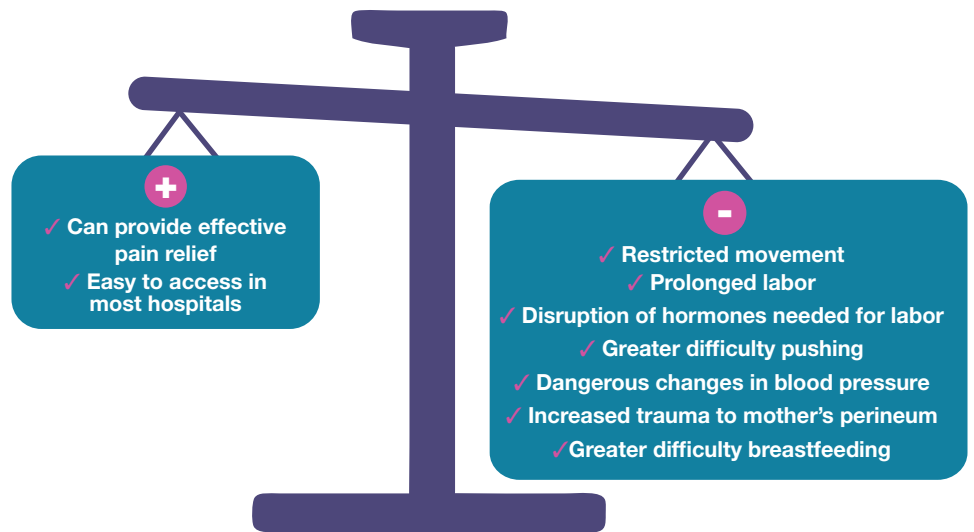 +
✓ Can provide effective
pain relief
✓ Easy to access in
most hospitals
-
✓ Restricted movement
✓ Prolonged labor
✓ Disruption of hormones needed for labor
✓ Greater difficulty pushing
✓ Dangerous changes in blood pressure
✓ Increased trauma to mother’s perineum
✓Greater difficulty breastfeeding